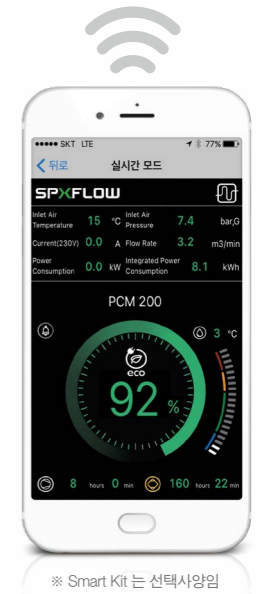 ●●●●● SKT LTE 77%
뒤로 실시간 모드
SPXFLOW
Inlet Air Temperature 15 °C Inlet Air Pressure 7.4 bar,G
Current(230V) 0.0 A Flow Rate 3.2 m3/min
Power Consumption 0.0 kW Integrated Power Consumption 8.1 kWh
PCM 200
3 °C
eco
92 %
8 hours 0 min 160 hours 22 min
※ Smart Kit 는 선택사양임